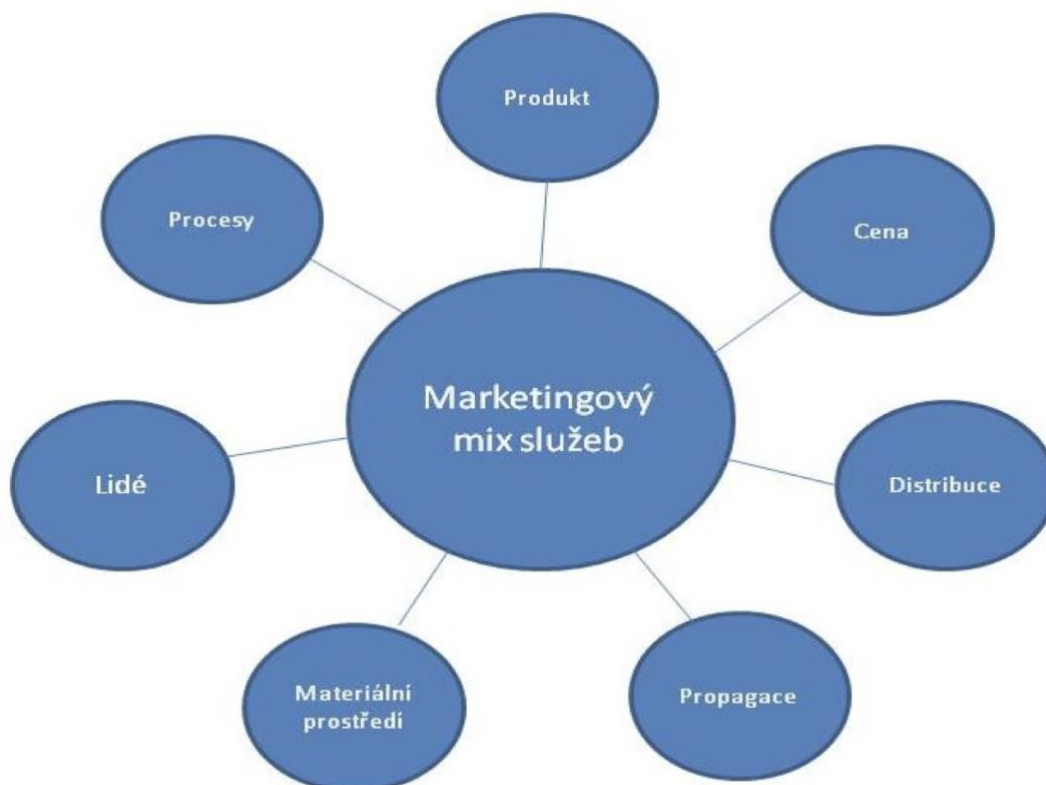 Produkt
Procesy
Cena
Marketingový
mix služeb
Lidé
Distribuce
Materiální
prostředí
Propagace